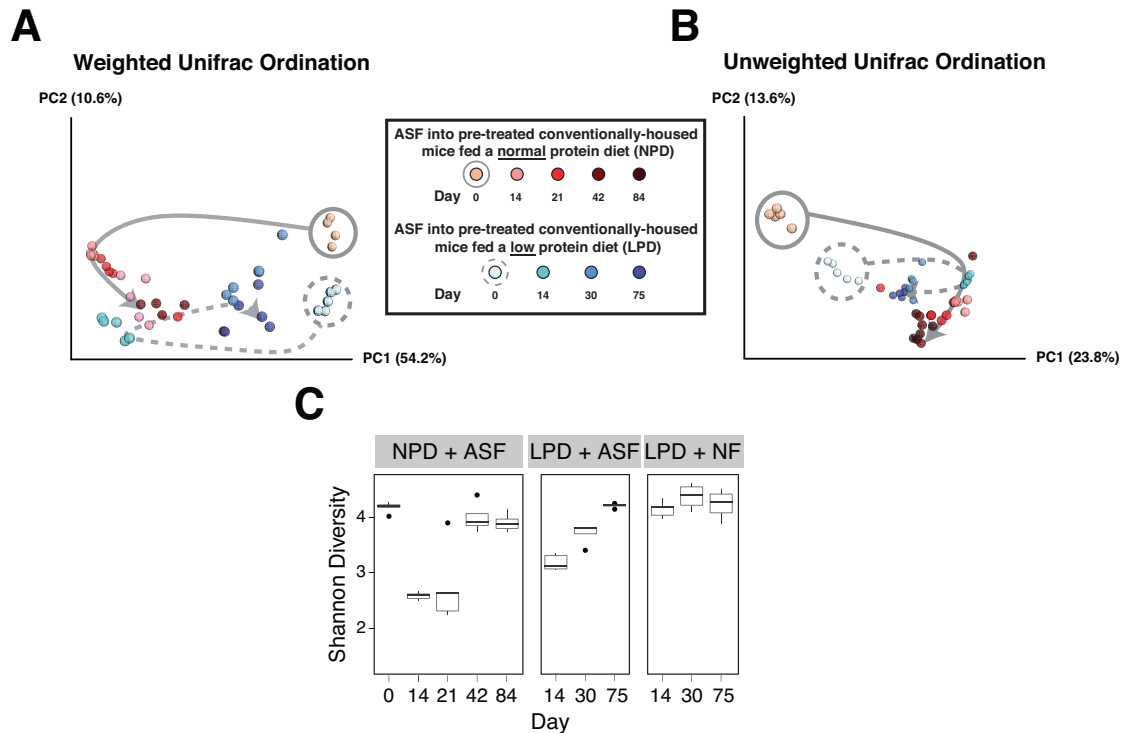 A
B
Weighted Unifrac Ordination
Unweighted Unifrac Ordination
PC2 (10.6%)
PC2 (13.6%)
ASF into pre-treated conventionally-housed
mice fed a normal protein diet (NPD)
Day 0 14 21 42 84
ASF into pre-treated conventionally-housed
mice fed a low protein diet (LPD)
Day 0 14 30 75
PC1 (54.2%)
PC1 (23.8%)
C
NPD + ASF
LPD + ASF
LPD + NF
Shannon Diversity
4
3
2
0 14 21 42 84
14 30 75
14 30 75
Day